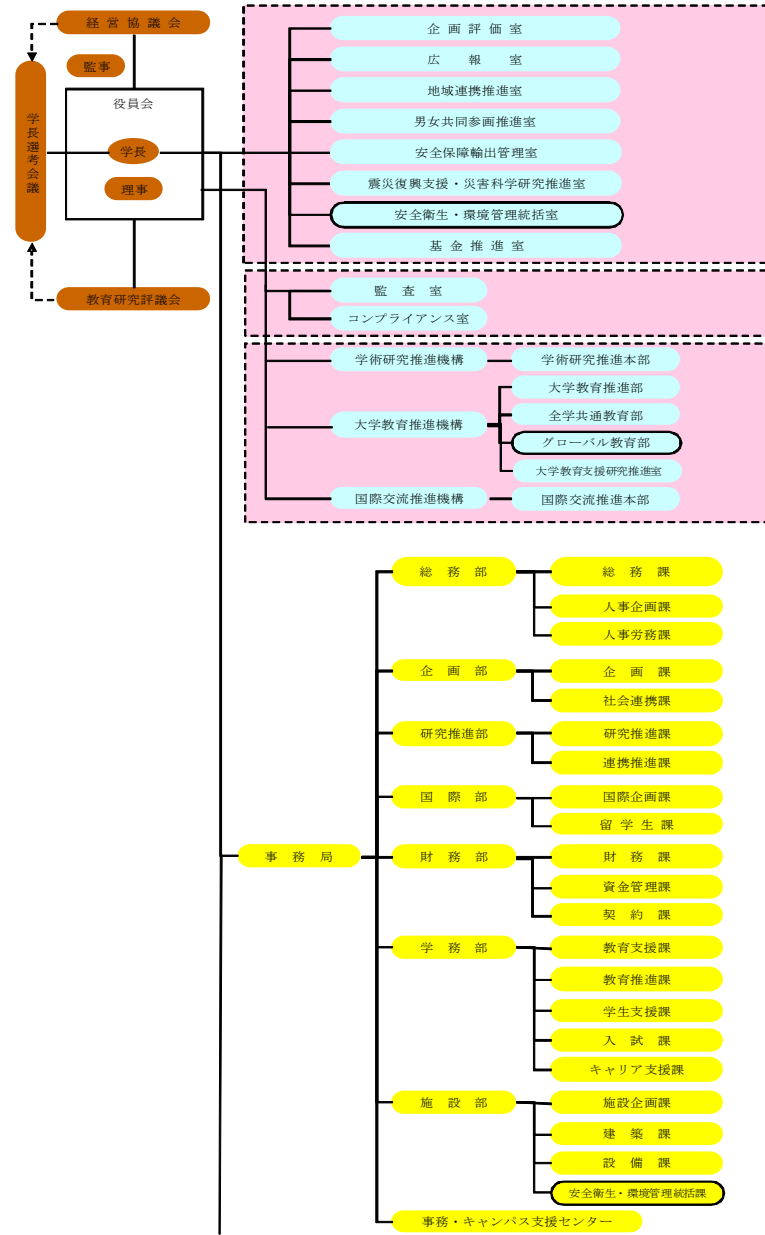 経営協議会
監事
役員会
学長選考会議
学長
理事
教育研究評議会
企画評価室
広報室
地域連携推進室
男女共同参画推進室
安全保障輸出管理室
震災復興支援・災害科学研究推進室
安全衛生・環境管理統括室
基金推進室
監査室
コンプライアンス室
学術研究推進機構
学術研究推進本部
大学教育推進機構
大学教育推進部
全学共通教育部
グローバル教育部
大学教育支援研究推進室
国際交流推進機構
国際交流推進本部
事務局
総務部
総務課
人事企画課
人事労務課
企画部
企画課
社会連携課
研究推進部
研究推進課
連携推進課
国際部
国際企画課
留学生課
財務部
財務課
資金管理課
契約課
学務部
教育支援課
教育推進課
学生支援課
入試課
キャリア支援課
施設部
施設企画課
建築課
設備課
安全衛生・環境管理統括課
事務・キャンパス支援センター